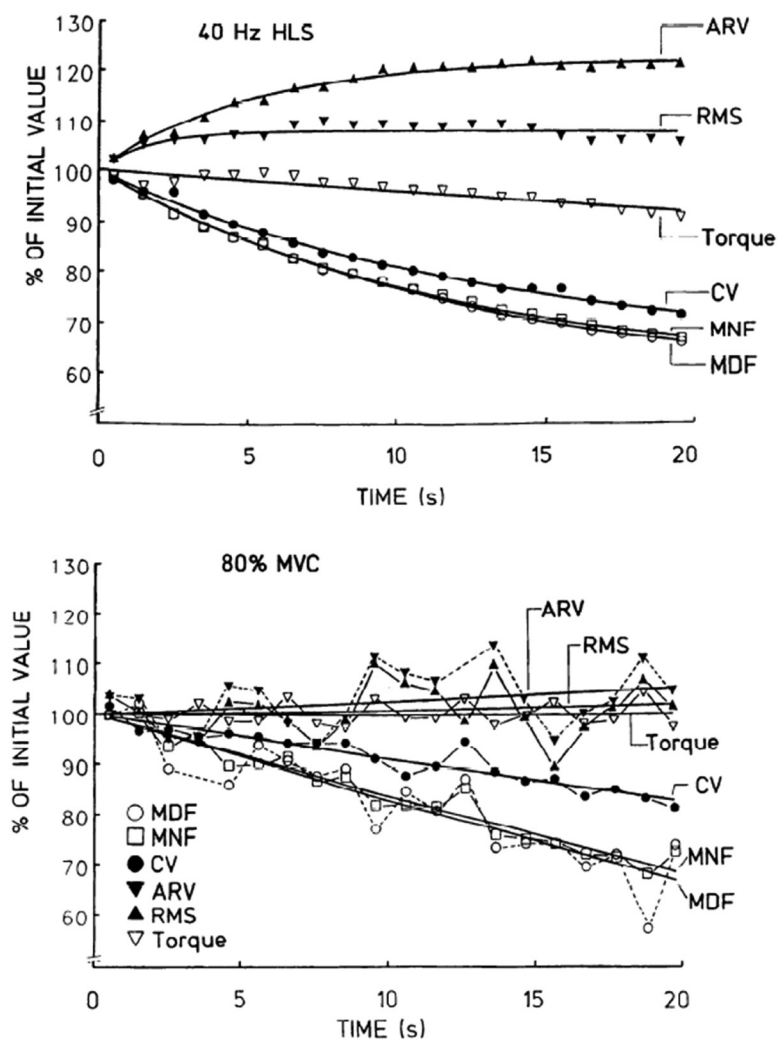 40 Hz HLS
130
120
110
100
90
80
70
60
% OF INITIAL VALUE
ARV
RMS
Torque
CV
MNF
MDF
0 5 10 15 20
TIME (s)
80% MVC
130
120
110
100
90
80
70
60
% OF INITIAL VALUE
ARV
RMS
Torque
CV
MNF
MDF
MDF
MNF
CV
ARV
RMS
Torque
0 5 10 15 20
TIME (s)